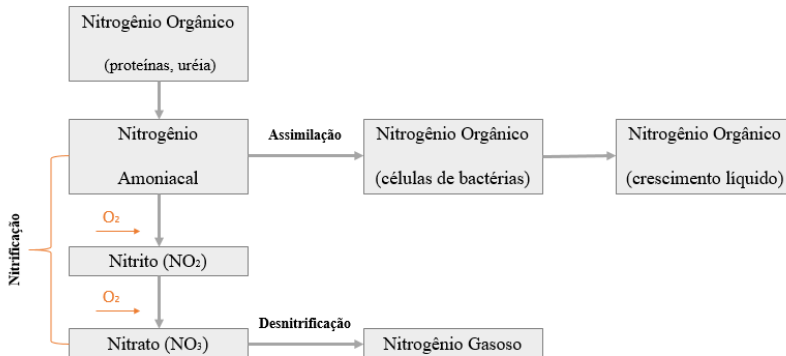 Nitrogênio Orgânico
(proteínas, uréia)
Nitrogênio
Amoniacal
Assimilação
Nitrogênio Orgânico
(células de bactérias)
Nitrogênio Orgânico
(crescimento líquido)
Nitrificação
O₂
Nitrito (NO₂)
O₂
Nitrato (NO₃)
Desnitrificação
Nitrogênio Gasoso